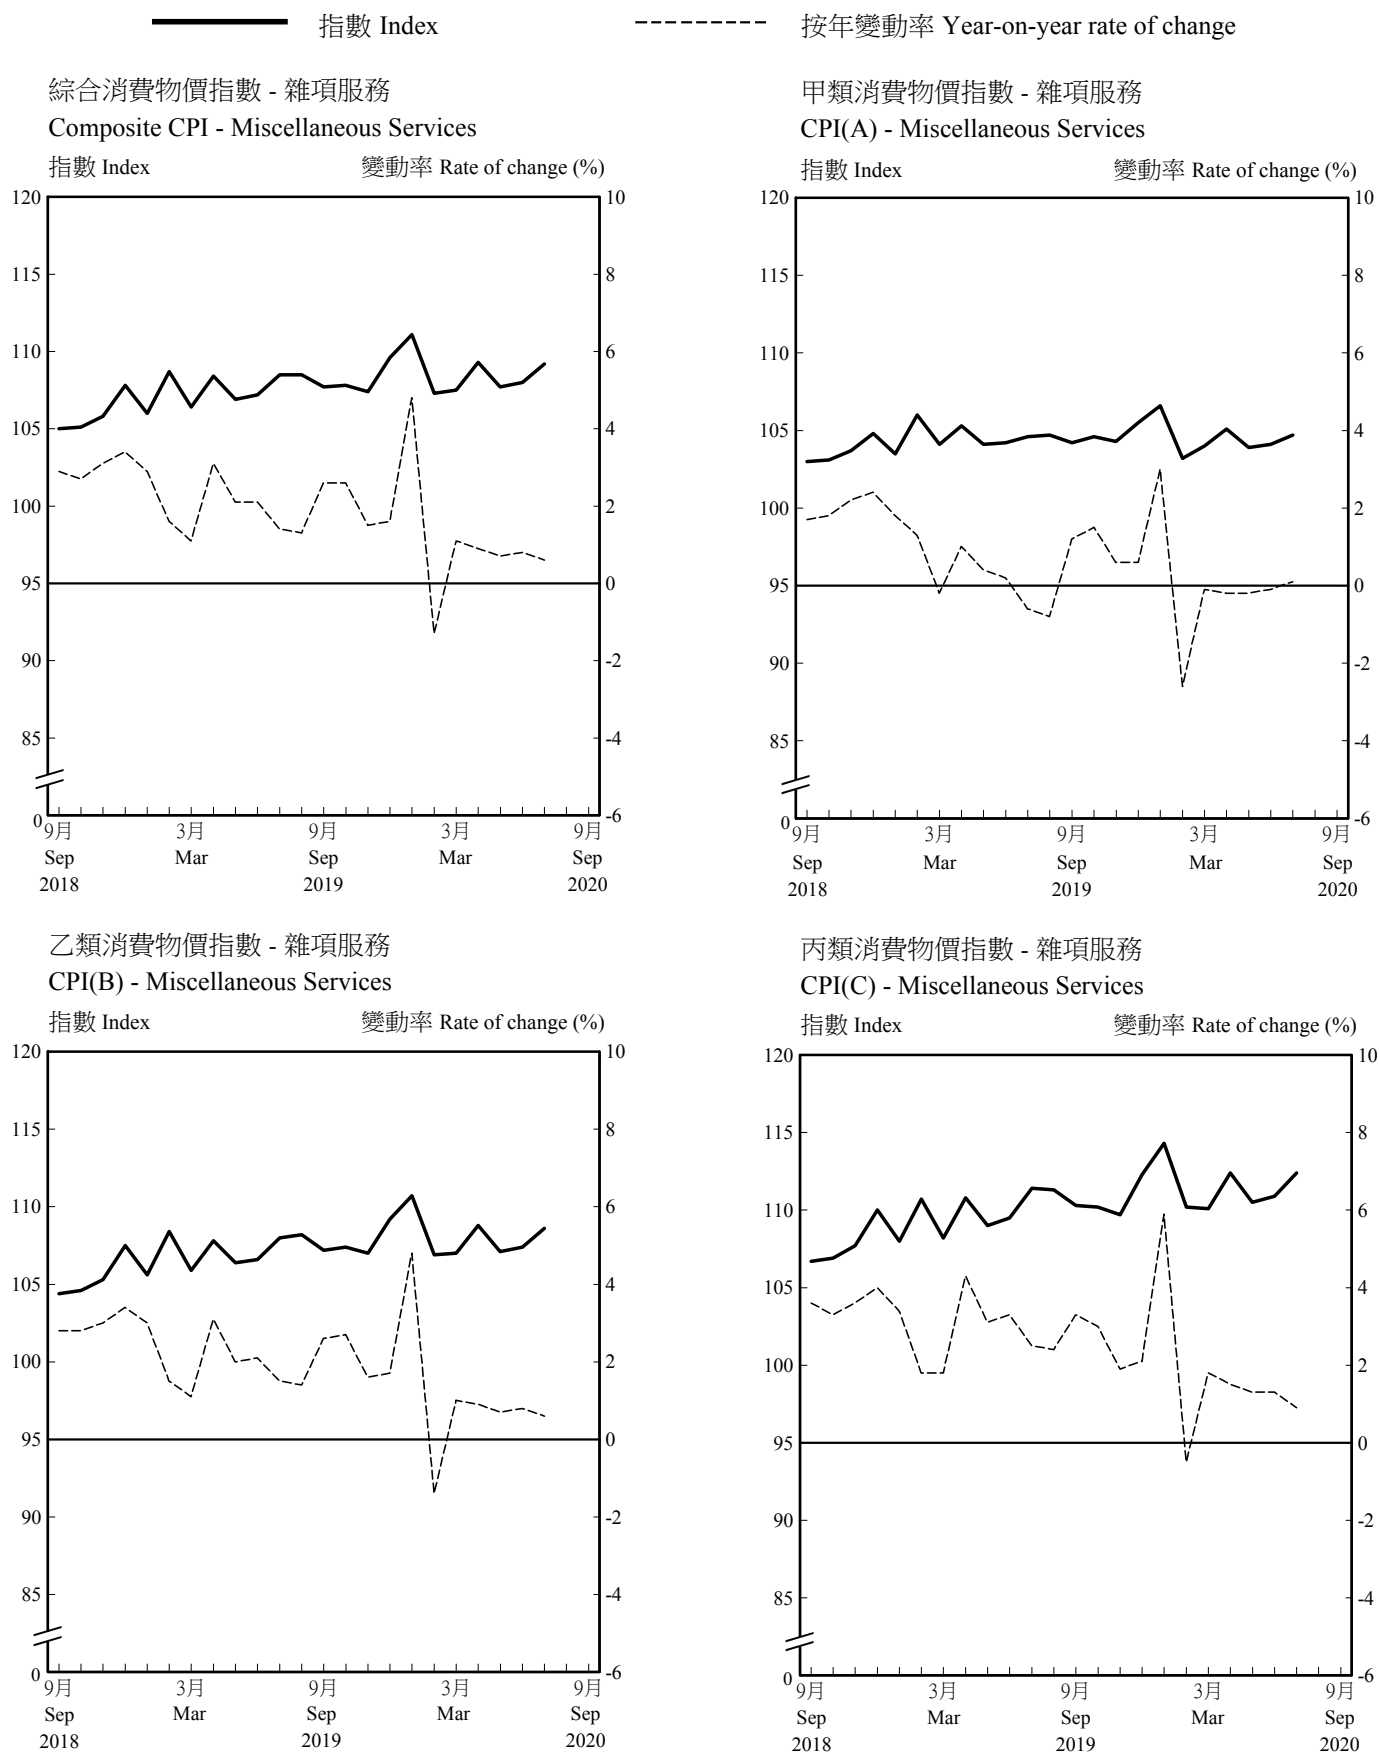 指數 Index
按年變動率 Year-on-year rate of change
綜合消費物價指數 - 雜項服務
Composite CPI - Miscellaneous Services
指數 Index
變動率 Rate of change (%)
120
115
110
105
100
95
90
85
0
10
8
6
4
2
0
-2
-4
-6
9月
3月
9月
3月
9月
Sep
Mar
Sep
Mar
Sep
2018
2019
2020
甲類消費物價指數 - 雜項服務
CPI(A) - Miscellaneous Services
指數 Index
變動率 Rate of change (%)
120
115
110
105
100
95
90
85
0
10
8
6
4
2
0
-2
-4
-6
9月
3月
9月
3月
9月
Sep
Mar
Sep
Mar
Sep
2018
2019
2020
乙類消費物價指數 - 雜項服務
CPI(B) - Miscellaneous Services
指數 Index
變動率 Rate of change (%)
120
115
110
105
100
95
90
85
0
10
8
6
4
2
0
-2
-4
-6
9月
3月
9月
3月
9月
Sep
Mar
Sep
Mar
Sep
2018
2019
2020
丙類消費物價指數 - 雜項服務
CPI(C) - Miscellaneous Services
指數 Index
變動率 Rate of change (%)
120
115
110
105
100
95
90
85
0
10
8
6
4
2
0
-2
-4
-6
9月
3月
9月
3月
9月
Sep
Mar
Sep
Mar
Sep
2018
2019
2020